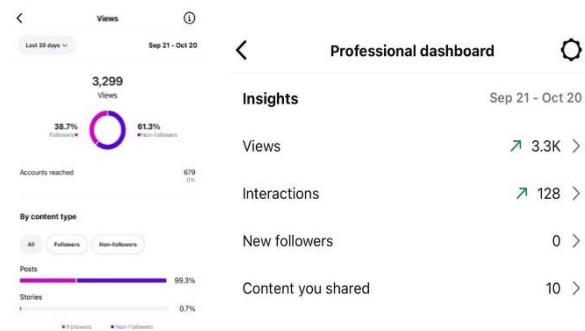 Views
Last 30 days
Sep 21 - Oct 20
3,299
Views
38.7%
Followers
61.3%
Non-followers
Accounts reached
679
0%
By content type
All
Followers
Non-followers
Posts
99.3%
Stories
0.7%
Followers
Non-Followers
Professional dashboard
Insights
Sep 21 - Oct 20
Views
3.3K
Interactions
128
New followers
0
Content you shared
10